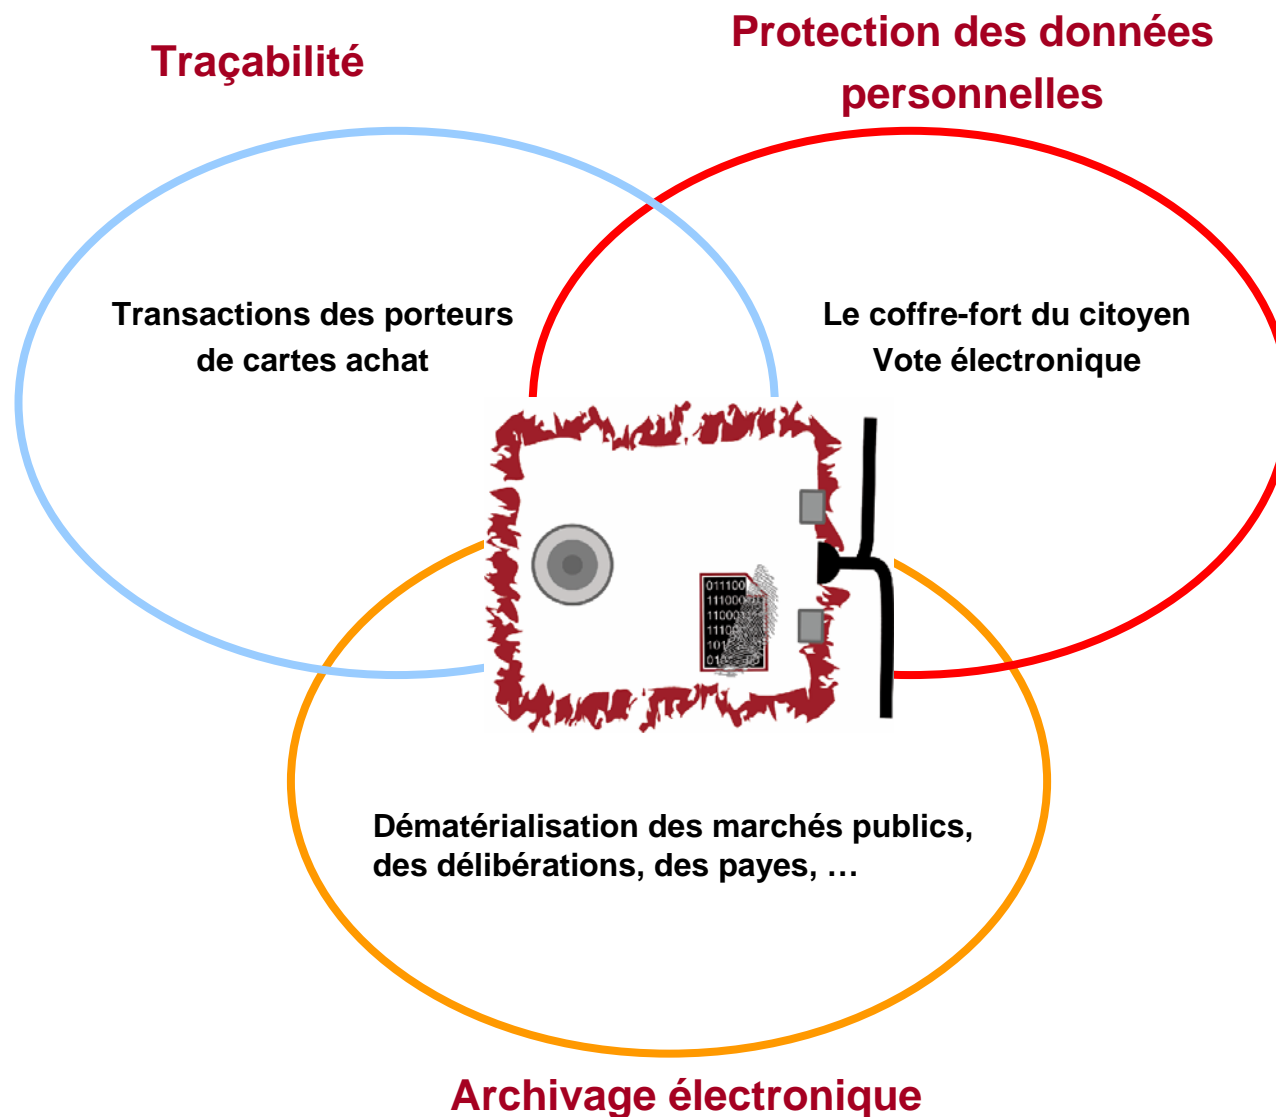 Traçabilité
Protection des données
personnelles
Transactions des porteurs
de cartes achat
Le coffre-fort du citoyen
Vote électronique
011100
Dématérialisation des marchés publics,
des délibérations, des payes, …
Archivage électronique